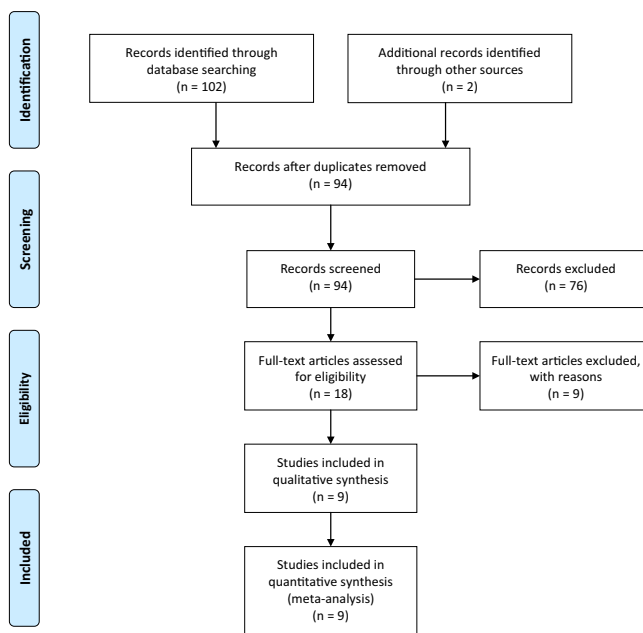 Identification
Records identified through
database searching
(n = 102)
Additional records identified
through other sources
(n = 2)
Records after duplicates removed
(n = 94)
Screening
Records screened
(n = 94)
Records excluded
(n = 76)
Eligibility
Full-text articles assessed
for eligibility
(n = 18)
Full-text articles excluded,
with reasons
(n = 9)
Studies included in
qualitative synthesis
(n = 9)
Included
Studies included in
quantitative synthesis
(meta-analysis)
(n = 9)